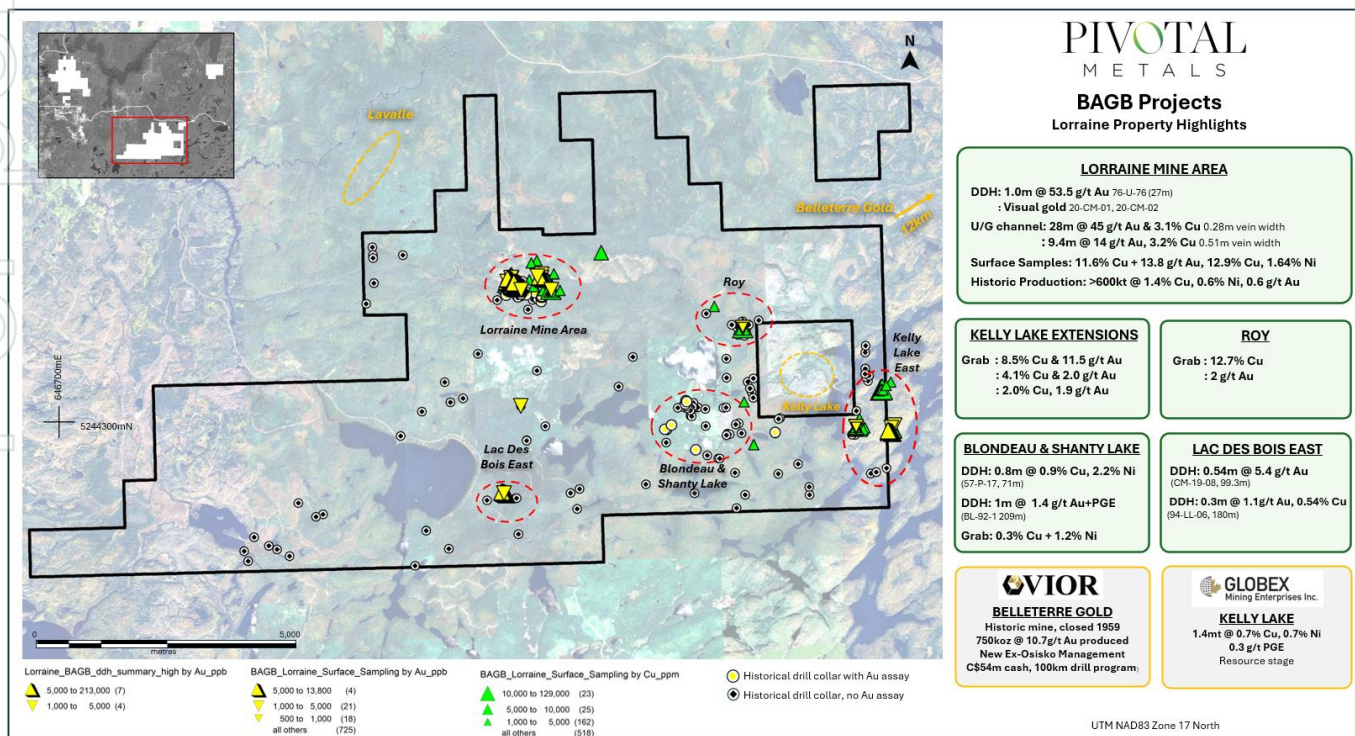 N
Lavalle
Belleterre Gold
12km
Lorraine Mine Area
Roy
Kelly
Lake
East
Kelly Lake
Blondeau &
Shanty Lake
Lac Des
Bois East
646700mE
5244300mN
0 5,000
metres
Lorraine_BAGB_ddh_summary_high by Au_ppb
5,000 to 213,000 (7)
1,000 to 5,000 (4)
BAGB_Lorraine_Surface_Sampling by Au_ppb
5,000 to 13,800 (4)
1,000 to 5,000 (21)
500 to 1,000 (18)
all others (725)
BAGB_Lorraine_Surface_Sampling by Cu_ppm
10,000 to 129,000 (23)
5,000 to 10,000 (25)
1,000 to 5,000 (162)
all others (518)
Historical drill collar with Au assay
Historical drill collar, no Au assay
PIVOTAL
METALS
BAGB Projects
Lorraine Property Highlights
LORRAINE MINE AREA
DDH: 1.0m @ 53.5 g/t Au 76-U-76 (27m)
: Visual gold 20-CM-01, 20-CM-02
U/G channel: 28m @ 45 g/t Au & 3.1% Cu 0.28m vein width
: 9.4m @ 14 g/t Au, 3.2% Cu 0.51m vein width
Surface Samples: 11.6% Cu + 13.8 g/t Au, 12.9% Cu, 1.64% Ni
Historic Production: >600kt @ 1.4% Cu, 0.6% Ni, 0.6 g/t Au
KELLY LAKE EXTENSIONS
Grab : 8.5% Cu & 11.5 g/t Au
: 4.1% Cu & 2.0 g/t Au
: 2.0% Cu, 1.9 g/t Au
ROY
Grab : 12.7% Cu
: 2 g/t Au
BLONDEAU & SHANTY LAKE
DDH: 0.8m @ 0.9% Cu, 2.2% Ni
(57-P-17, 71m)
DDH: 1m @ 1.4 g/t Au+PGE
(BL-92-1 209m)
Grab: 0.3% Cu + 1.2% Ni
LAC DES BOIS EAST
DDH: 0.54m @ 5.4 g/t Au
(CM-19-08, 99.3m)
DDH: 0.3m @ 1.1g/t Au, 0.54% Cu
(94-LL-06, 180m)
VIOR
BELLETERRE GOLD
Historic mine, closed 1959
750koz @ 10.7g/t Au produced
New Ex-Osisko Management
C$54m cash, 100km drill program)
GLOBEX
Mining Enterprises Inc.
KELLY LAKE
1.4mt @ 0.7% Cu, 0.7% Ni
0.3 g/t PGE
Resource stage
UTM NAD83 Zone 17 North